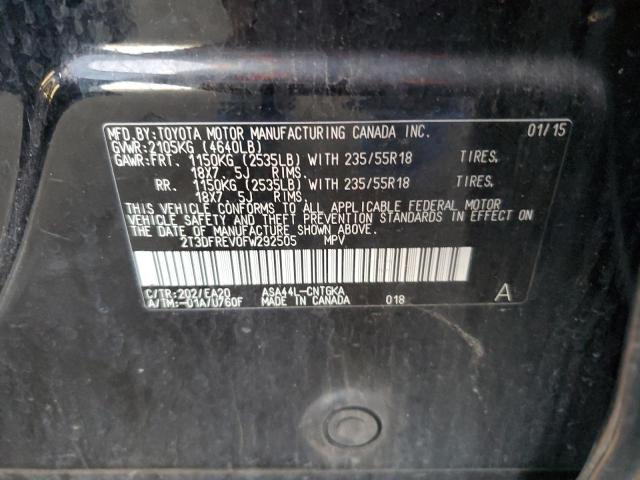 MFD.BY:TOYOTA MOTOR MANUFACTURING CANADA INC. 01/15
GVWR:2105KG (4640LB)
GAWR:FRT. 1150KG (2535LB) WITH 235/55R18 TIRES,
18X7.5J RIMS.
RR. 1150KG (2535LB) WITH 235/55R18 TIRES,
18X7.5J RIMS.
THIS VEHICLE CONFORMS TO ALL APPLICABLE FEDERAL MOTOR
VEHICLE SAFETY AND THEFT PREVENTION STANDARDS IN EFFECT ON
THE DATE OF MANUFACTURE SHOWN ABOVE.
2T3DFREV0FW292505 MPV
C/TR:202/EA20 ASA44L-CNTGKA
A/TM:-01A/U760F MADE IN CANADA 018 A